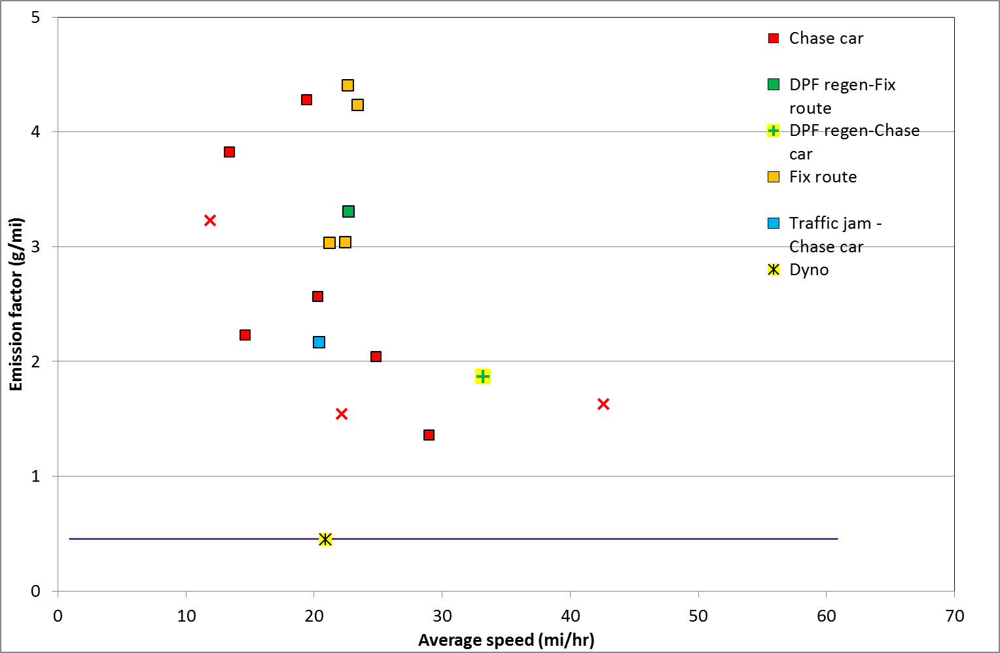 5
4
3
2
1
0
Emission factor (g/mi)
0 10 20 30 40 50 60 70
Average speed (mi/hr)
Chase car
DPF regen-Fix
route
DPF regen-Chase
car
Fix route
Traffic jam -
Chase car
Dyno